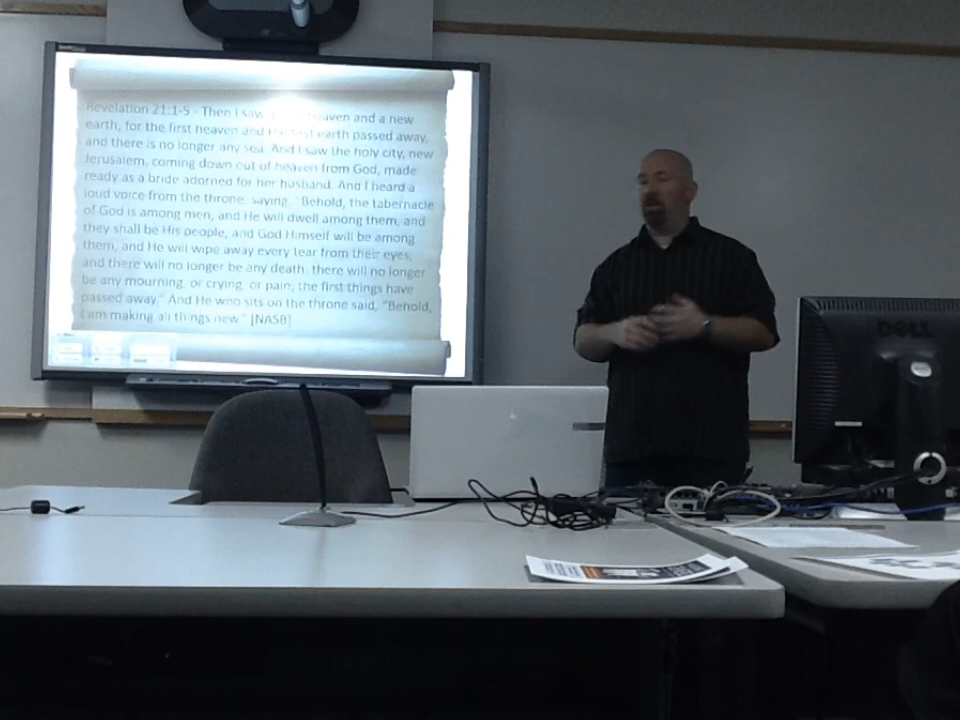 Revelation 21:1-5 - Then I saw heaven and a new
earth; for the first heaven and the first earth passed away,
and there is no longer any sea. And I saw the holy city, new
Jerusalem, coming down out of heaven from God, made
ready as a bride adorned for her husband. And I heard a
loud voice from the throne, saying, "Behold, the tabernacle
of God is among men, and He will dwell among them, and
they shall be His people, and God Himself will be among
them, and He will wipe away every tear from their eyes;
and there will no longer be any death; there will no longer
be any mourning, or crying, or pain; the first things have
passed away." And He who sits on the throne said, "Behold,
I am making all things new." [NASB]
DELL